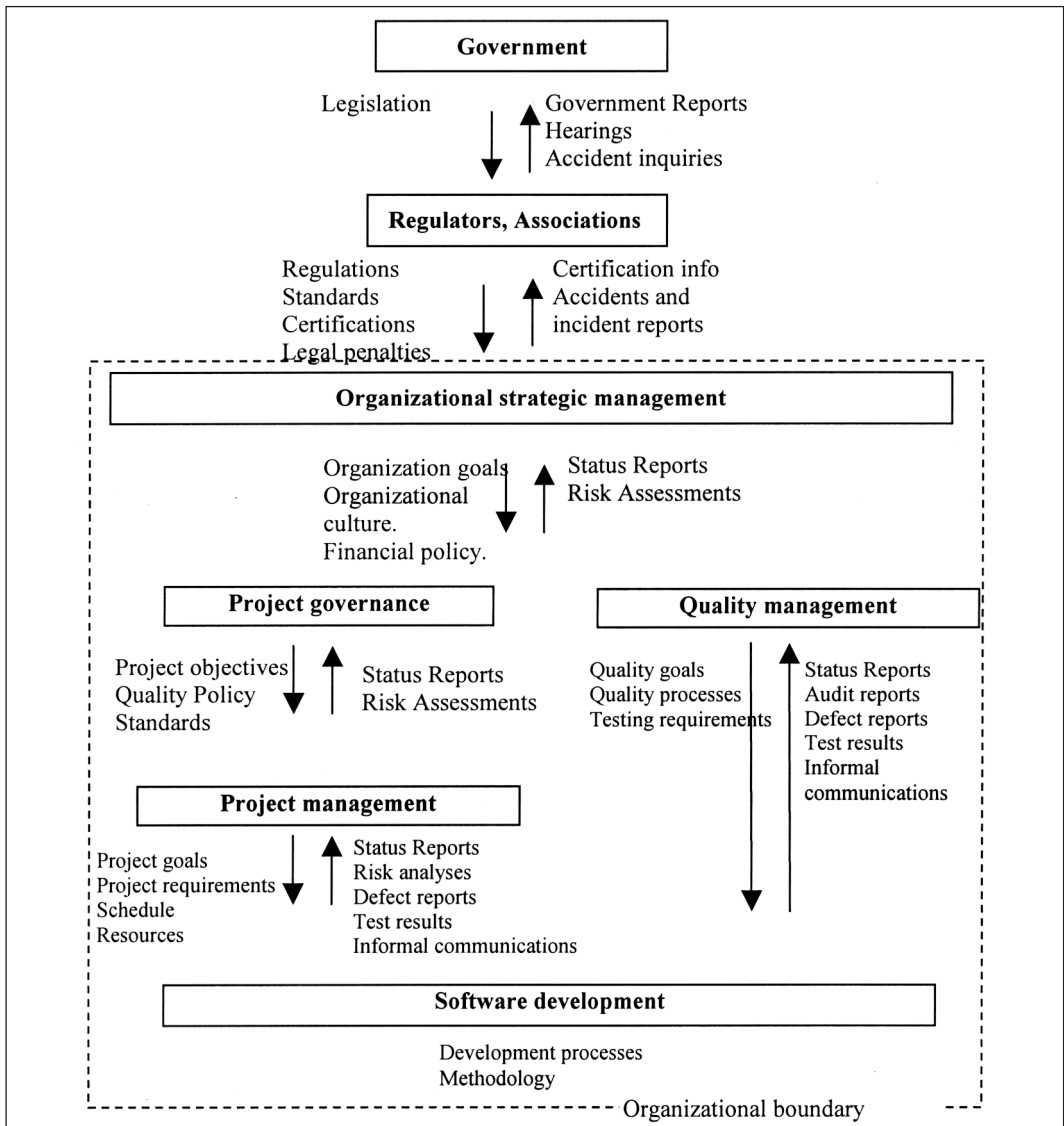 Government
Legislation
Government Reports
Hearings
Accident inquiries
Regulators, Associations
Regulations
Standards
Certifications
Legal penalties
Certification info
Accidents and
incident reports
Organizational strategic management
Organization goals
Organizational
culture.
Financial policy.
Status Reports
Risk Assessments
Project governance
Project objectives
Quality Policy
Standards
Status Reports
Risk Assessments
Quality management
Quality goals
Quality processes
Testing requirements
Status Reports
Audit reports
Defect reports
Test results
Informal
communications
Project management
Project goals
Project requirements
Schedule
Resources
Status Reports
Risk analyses
Defect reports
Test results
Informal communications
Software development
Development processes
Methodology
Organizational boundary